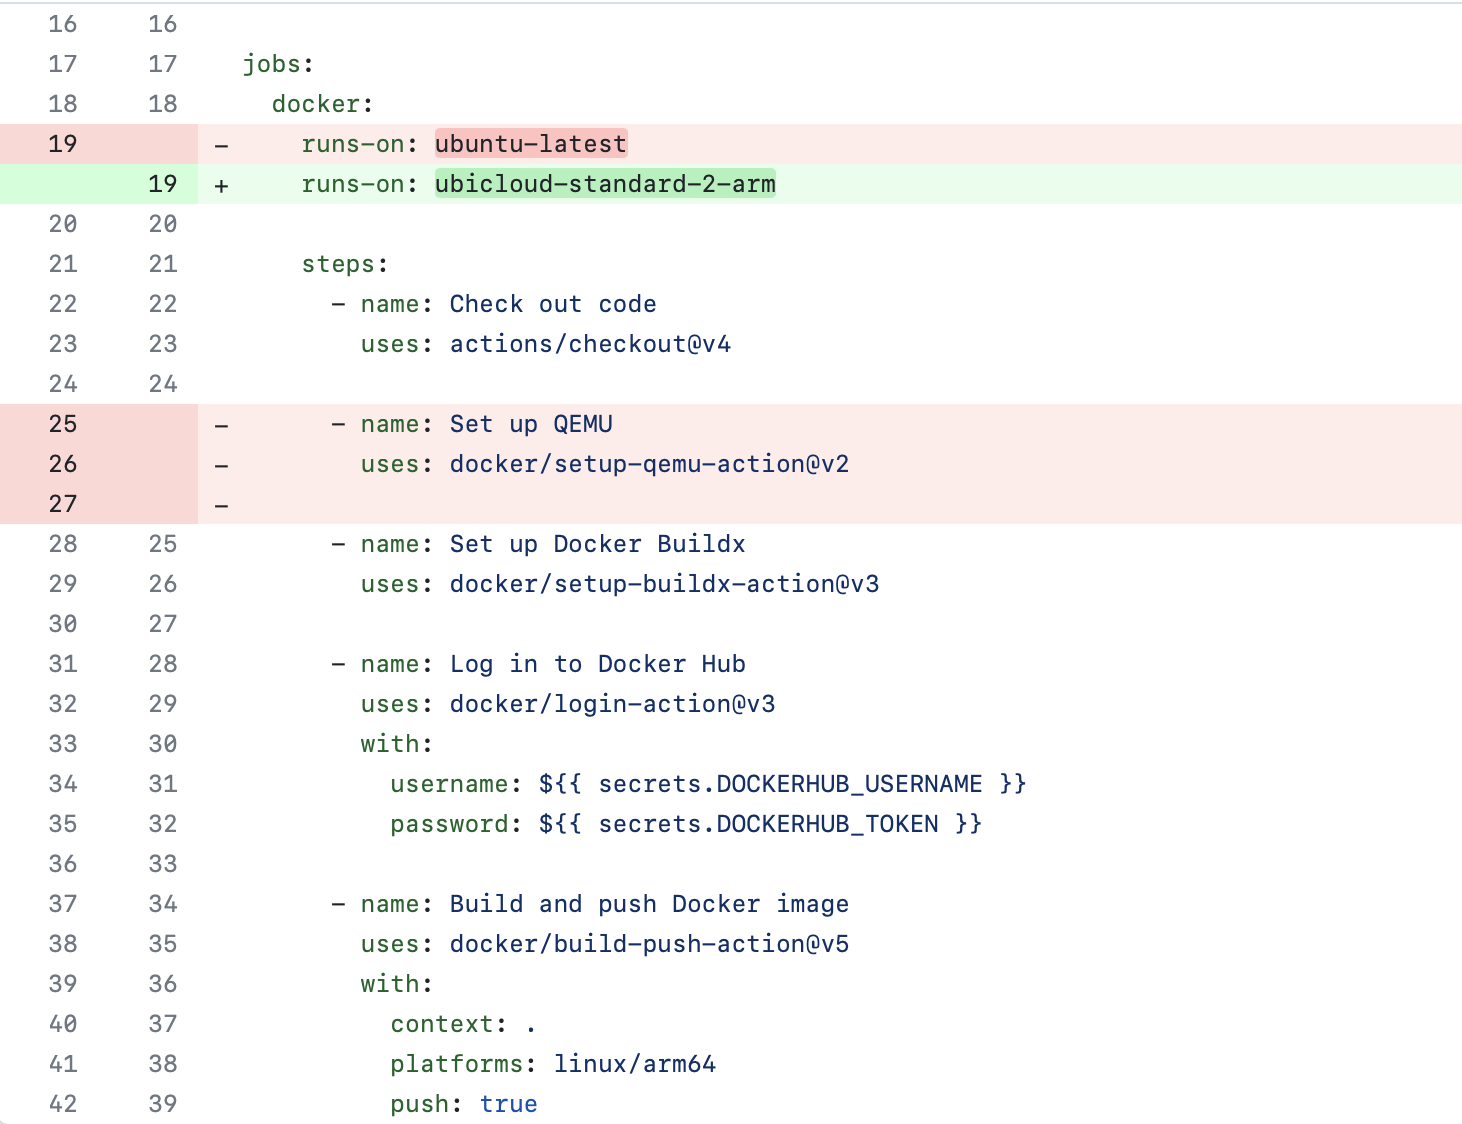 16 16
17 17 jobs:
18 18   docker:
19 -     runs-on: ubuntu-latest
19 +     runs-on: ubicloud-standard-2-arm
20 20
21 21     steps:
22 22       - name: Check out code
23 23         uses: actions/checkout@v4
24 24
25 -       - name: Set up QEMU
26 -         uses: docker/setup-qemu-action@v2
27 -
28 25       - name: Set up Docker Buildx
29 26         uses: docker/setup-buildx-action@v3
30 27
31 28       - name: Log in to Docker Hub
32 29         uses: docker/login-action@v3
33 30         with:
34 31           username: ${{ secrets.DOCKERHUB_USERNAME }}
35 32           password: ${{ secrets.DOCKERHUB_TOKEN }}
36 33
37 34       - name: Build and push Docker image
38 35         uses: docker/build-push-action@v5
39 36         with:
40 37           context: .
41 38           platforms: linux/arm64
42 39           push: true